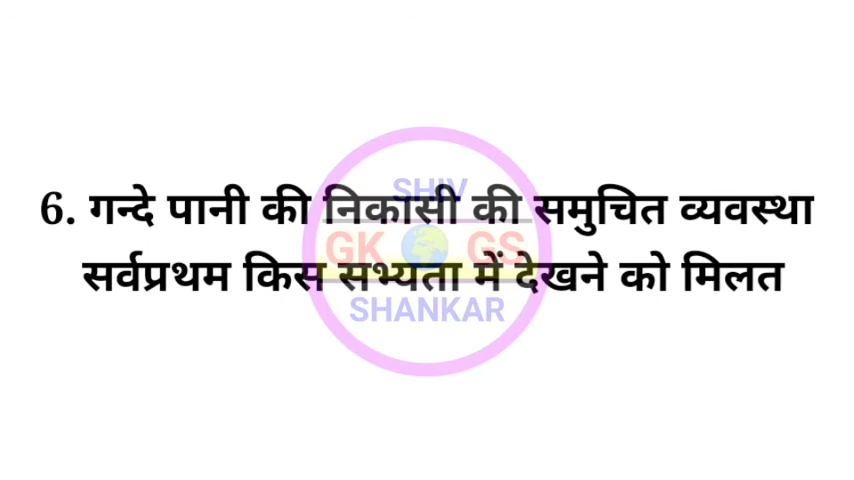 SHIV
6. गन्दे पानी की निकासी की समुचित व्यवस्था
GK GS
सर्वप्रथम किस सभ्यता में देखने को मिलत
SHANKAR